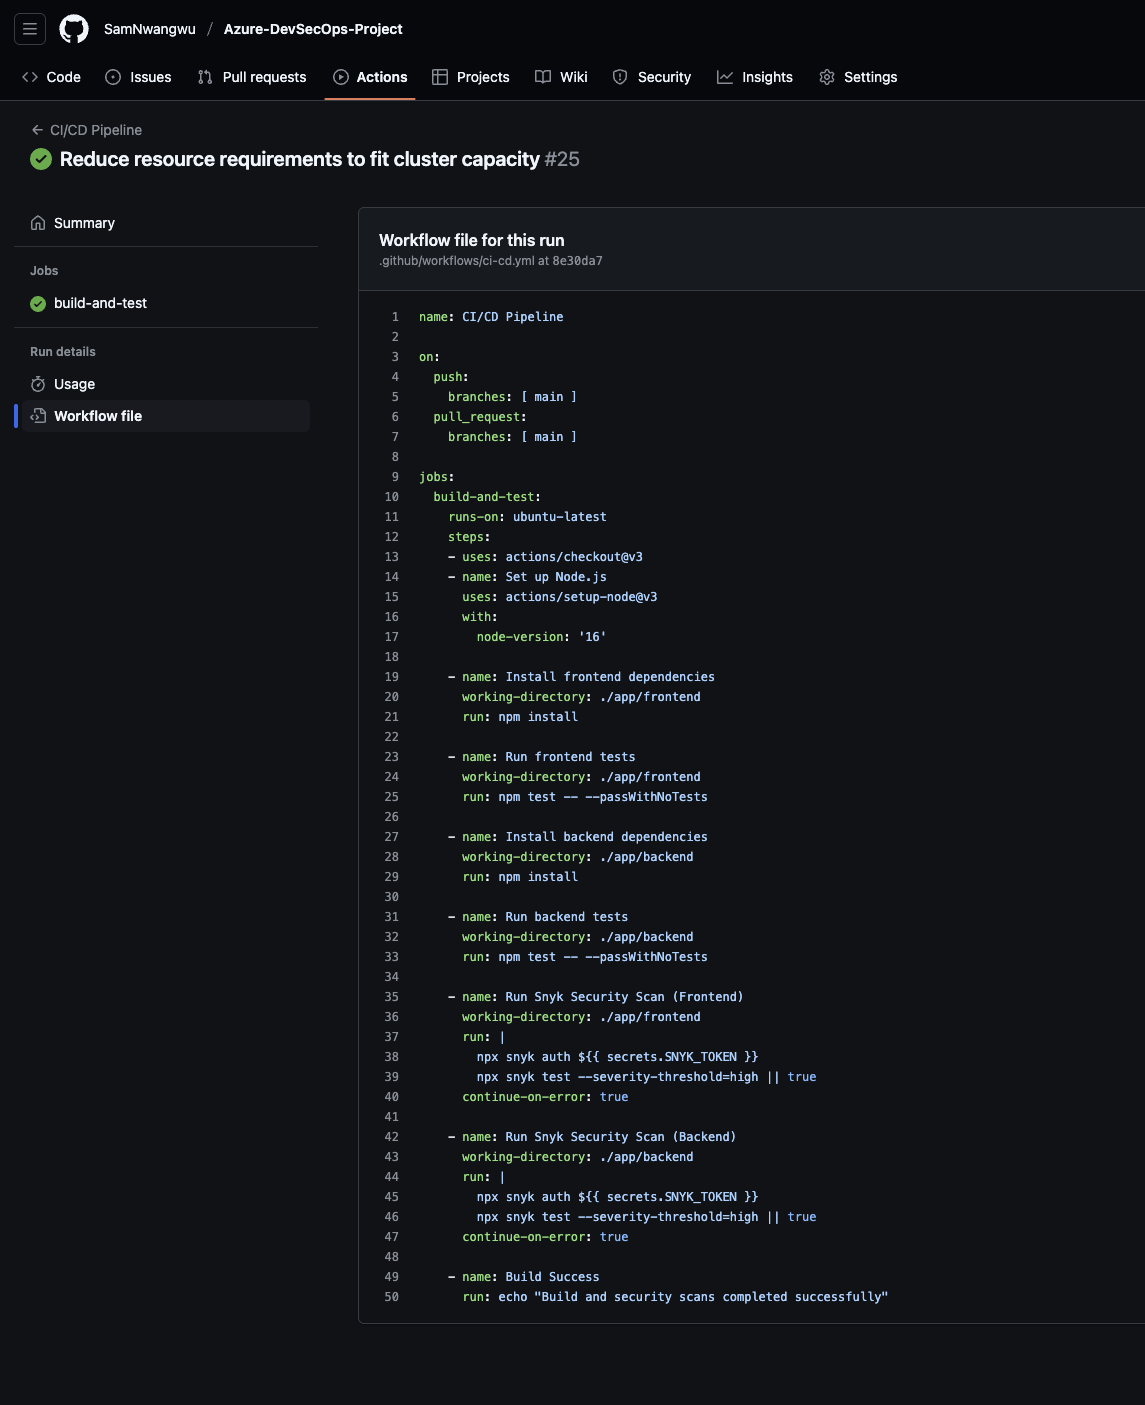 SamNwangwu / Azure-DevSecOps-Project
Code Issues Pull requests Actions Projects Wiki Security Insights Settings
← CI/CD Pipeline
Reduce resource requirements to fit cluster capacity #25
Summary
Jobs
build-and-test
Run details
Usage
Workflow file
Workflow file for this run
.github/workflows/ci-cd.yml at 8e30da7
1 name: CI/CD Pipeline
2
3 on:
4 push:
5 branches: [ main ]
6 pull_request:
7 branches: [ main ]
8
9 jobs:
10 build-and-test:
11 runs-on: ubuntu-latest
12 steps:
13 - uses: actions/checkout@v3
14 - name: Set up Node.js
15 uses: actions/setup-node@v3
16 with:
17 node-version: '16'
18
19 - name: Install frontend dependencies
20 working-directory: ./app/frontend
21 run: npm install
22
23 - name: Run frontend tests
24 working-directory: ./app/frontend
25 run: npm test -- --passWithNoTests
26
27 - name: Install backend dependencies
28 working-directory: ./app/backend
29 run: npm install
30
31 - name: Run backend tests
32 working-directory: ./app/backend
33 run: npm test -- --passWithNoTests
34
35 - name: Run Snyk Security Scan (Frontend)
36 working-directory: ./app/frontend
37 run: |
38 npx snyk auth ${{ secrets.SNYK_TOKEN }}
39 npx snyk test --severity-threshold=high || true
40 continue-on-error: true
41
42 - name: Run Snyk Security Scan (Backend)
43 working-directory: ./app/backend
44 run: |
45 npx snyk auth ${{ secrets.SNYK_TOKEN }}
46 npx snyk test --severity-threshold=high || true
47 continue-on-error: true
48
49 - name: Build Success
50 run: echo "Build and security scans completed successfully"